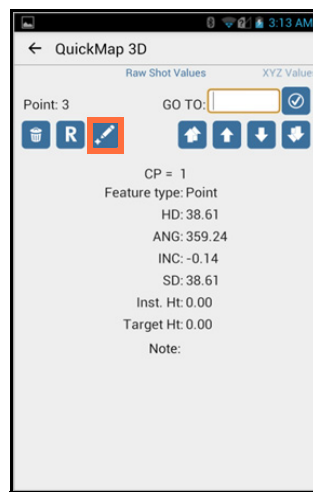 3:13 AM
QuickMap 3D
Raw Shot Values XYZ Value
Point: 3 GO TO:
R
CP = 1
Feature type: Point
HD: 38.61
ANG: 359.24
INC: -0.14
SD: 38.61
Inst. Ht: 0.00
Target Ht: 0.00
Note: